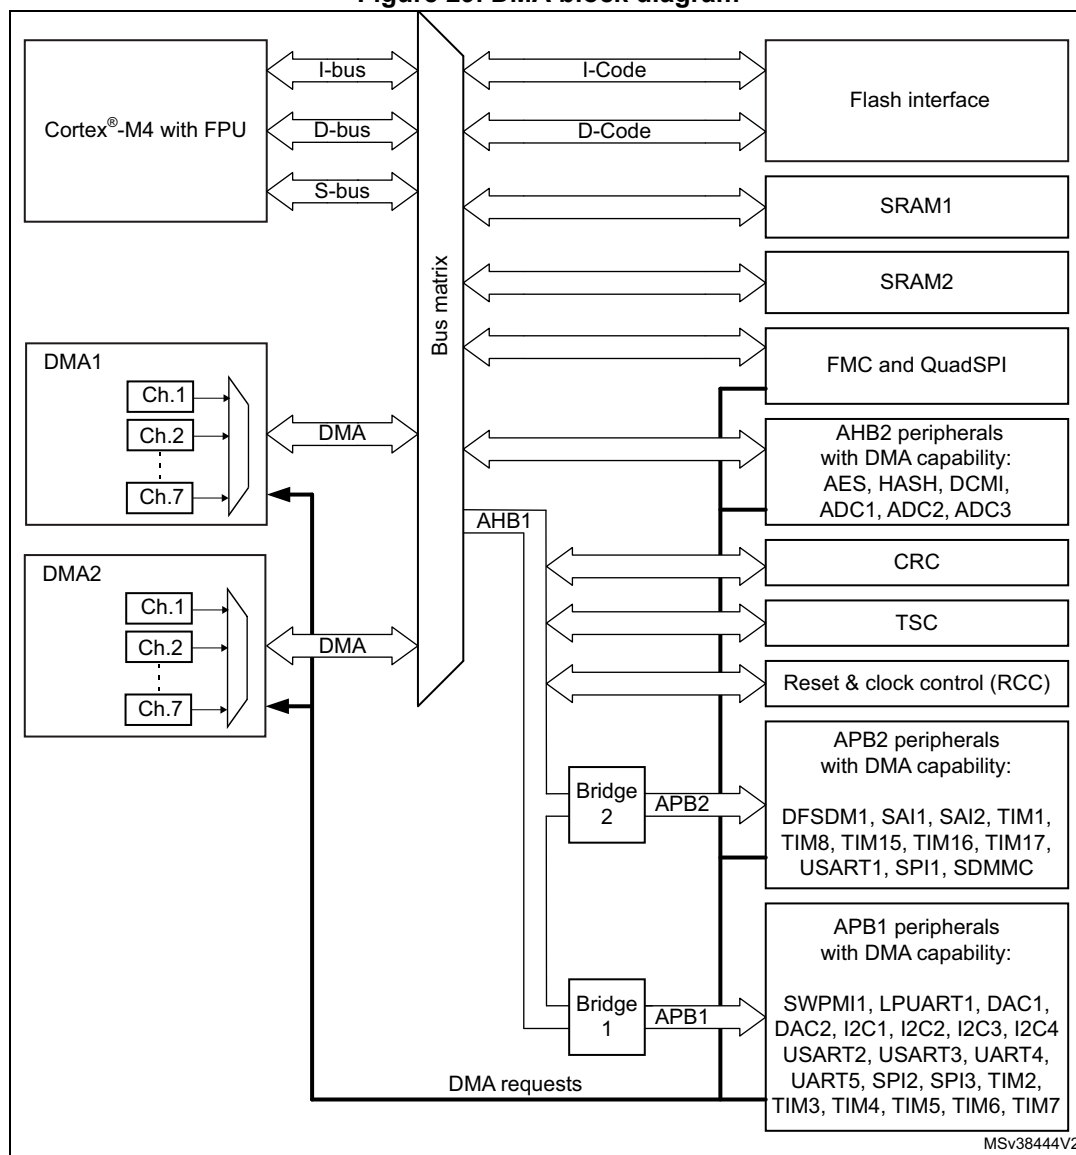 Figure 29: DMA block diagram
I-bus
I-Code
Cortex®-M4 with FPU
D-bus
D-Code
Flash interface
S-bus
SRAM1
Bus matrix
SRAM2
FMC and QuadSPI
DMA1
Ch.1
Ch.2
Ch.7
DMA
AHB2 peripherals
with DMA capability:
AES, HASH, DCMI,
ADC1, ADC2, ADC3
AHB1
CRC
DMA2
Ch.1
Ch.2
Ch.7
DMA
TSC
Reset & clock control (RCC)
Bridge
2
APB2
APB2 peripherals
with DMA capability:
DFSDM1, SAI1, SAI2, TIM1,
TIM8, TIM15, TIM16, TIM17,
USART1, SPI1, SDMMC
Bridge
1
APB1
APB1 peripherals
with DMA capability:
SWPMI1, LPUART1, DAC1,
DAC2, I2C1, I2C2, I2C3, I2C4
USART2, USART3, UART4,
UART5, SPI2, SPI3, TIM2,
TIM3, TIM4, TIM5, TIM6, TIM7
DMA requests
MSv38444V2